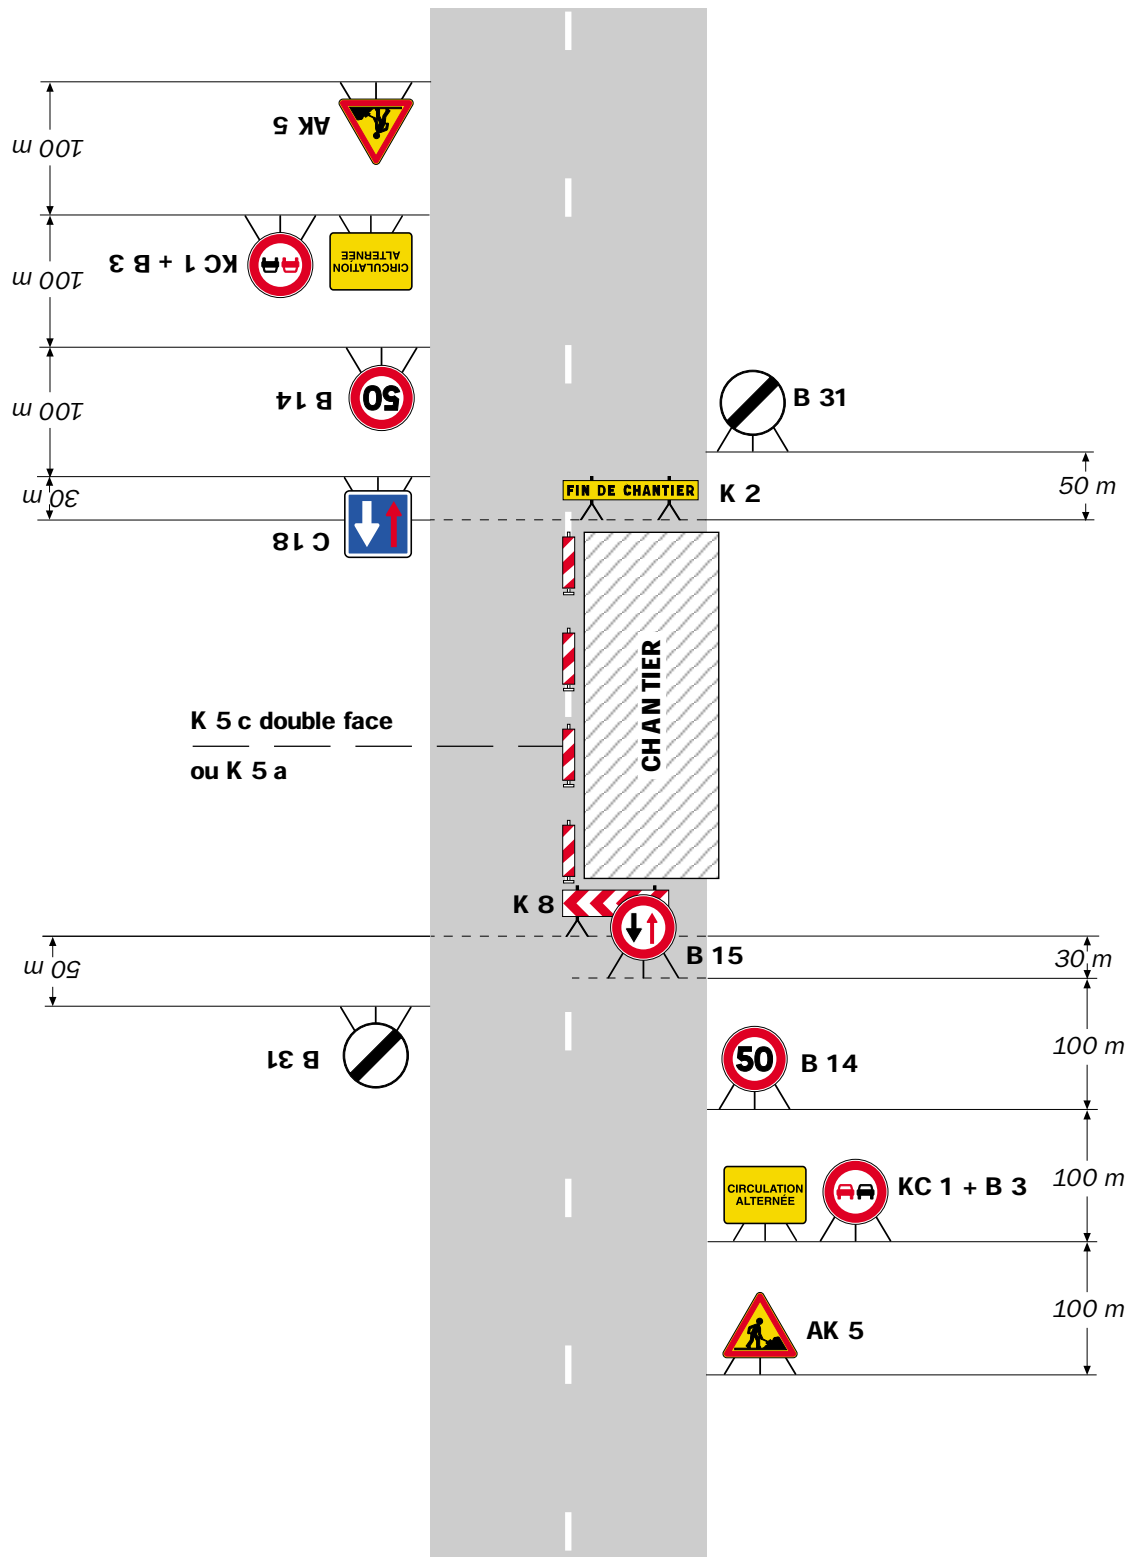 AK 5
100 m
KC 1 + B 3
CIRCULATION
ALTERNÉE
100 m
B 14
50
100 m
B 31
30 m
FIN DE CHANTIER
K 2
50 m
C 18
CHANTIER
K 5 c double face
ou K 5 a
K 8
B 15
50 m
30 m
B 31
50
B 14
100 m
CIRCULATION
ALTERNÉE
KC 1 + B 3
100 m
AK 5
100 m